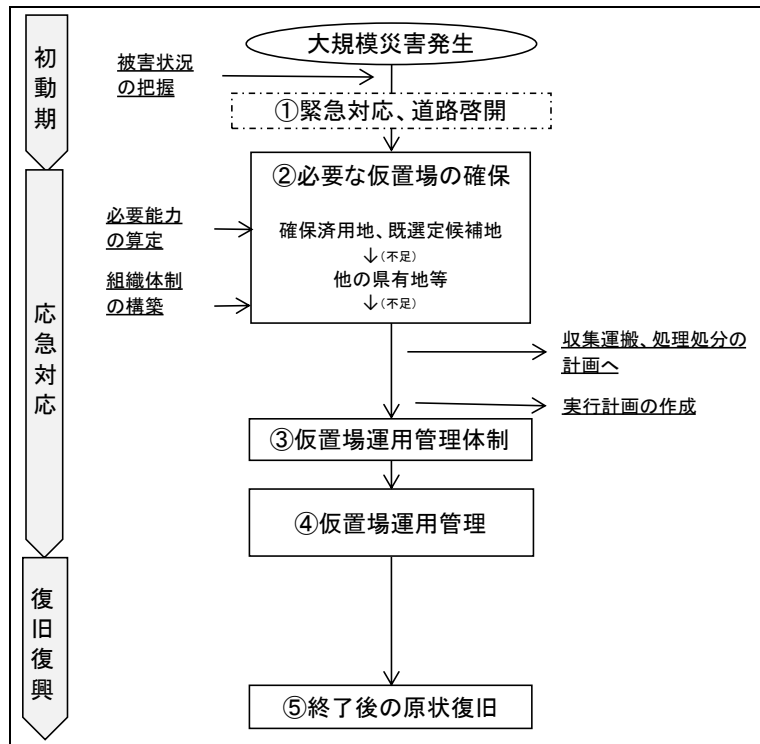 初動期
大規模災害発生
被害状況
の把握
①緊急対応、道路啓開
応急対応
②必要な仮置場の確保
必要能力
の算定
確保済用地、既選定候補地
↓(不足)
組織体制
の構築
他の県有地等
↓(不足)
収集運搬、処理処分の
計画へ
実行計画の作成
③仮置場運用管理体制
④仮置場運用管理
復旧復興
⑤終了後の原状復旧